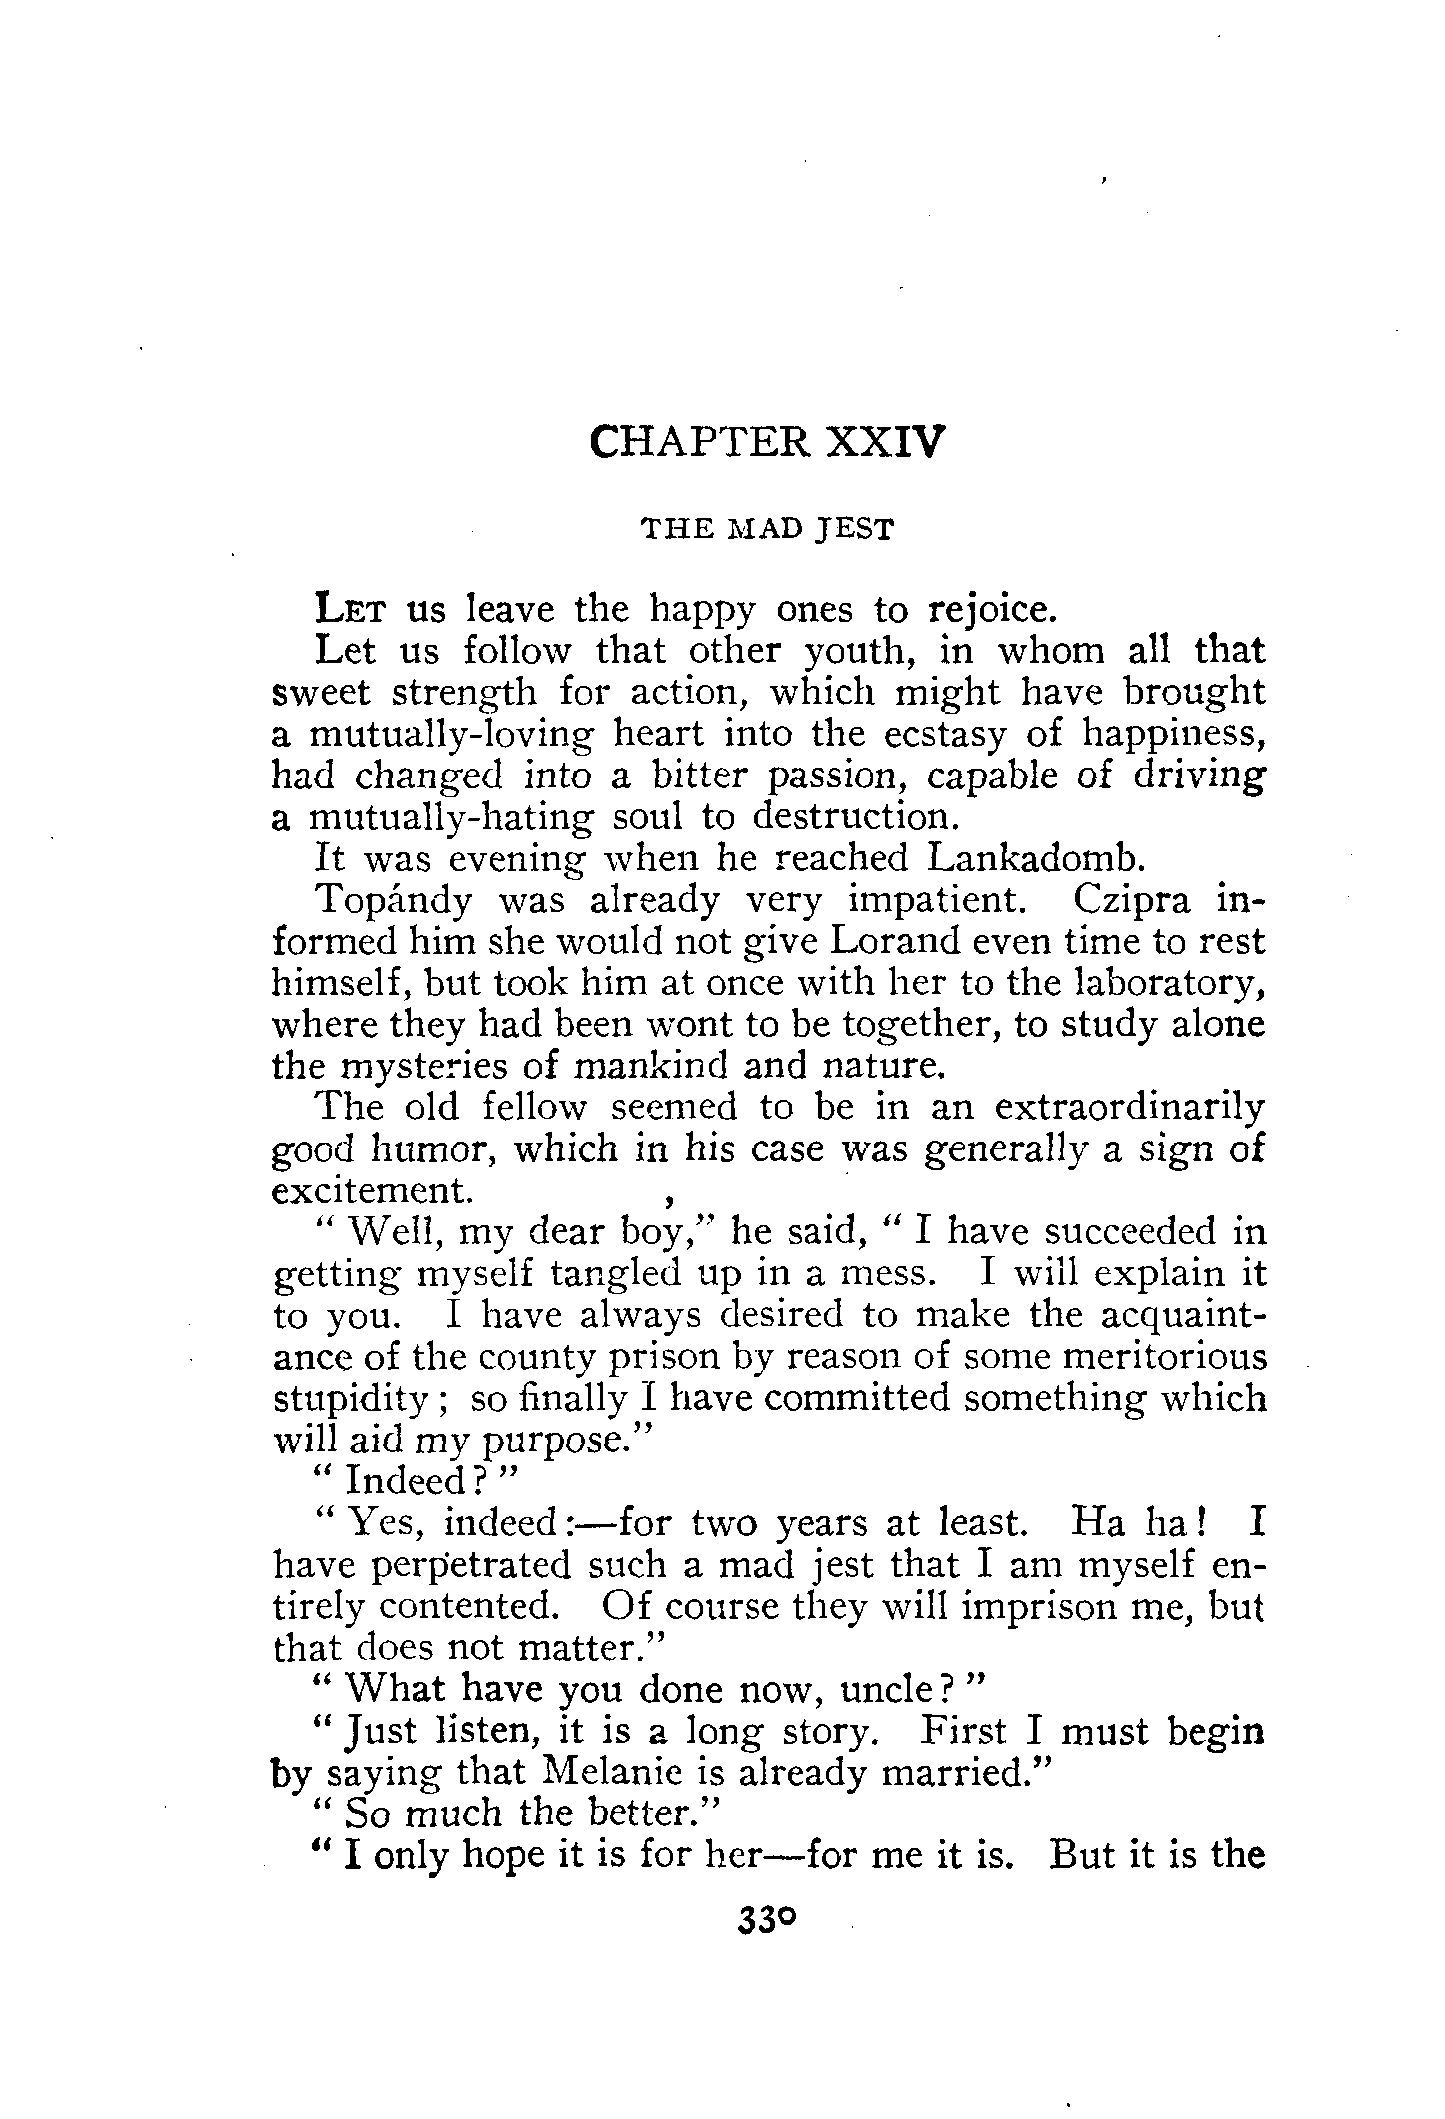 CHAPTER XXIV
THE MAD JEST
LET us leave the happy ones to rejoice.
Let us follow that other youth, in whom all that
sweet strength for action, which might have brought
a mutually-loving heart into the ecstasy of happiness,
had changed into a bitter passion, capable of driving
a mutually-hating soul to destruction.
It was evening when he reached Lankadomb.
Topándy was already very impatient. Czipra in-
formed him she would not give Lorand even time to rest
himself, but took him at once with her to the laboratory,
where they had been wont to be together, to study alone
the mysteries of mankind and nature.
The old fellow seemed to be in an extraordinarily
good humor, which in his case was generally a sign of
excitement.
" Well, my dear boy," he said, " I have succeeded in
getting myself tangled up in a mess. I will explain it
to you. I have always desired to make the acquaint-
ance of the county prison by reason of some meritorious
stupidity ; so finally I have committed something which
will aid my purpose."
" Indeed ? "
" Yes, indeed :—for two years at least. Ha ha ! I
have perpetrated such a mad jest that I am myself en-
tirely contented. Of course they will imprison me, but
that does not matter."
" What have you done now, uncle ? "
" Just listen, it is a long story. First I must begin
by saying that Melanie is already married."
" So much the better."
" I only hope it is for her—for me it is. But it is the
330